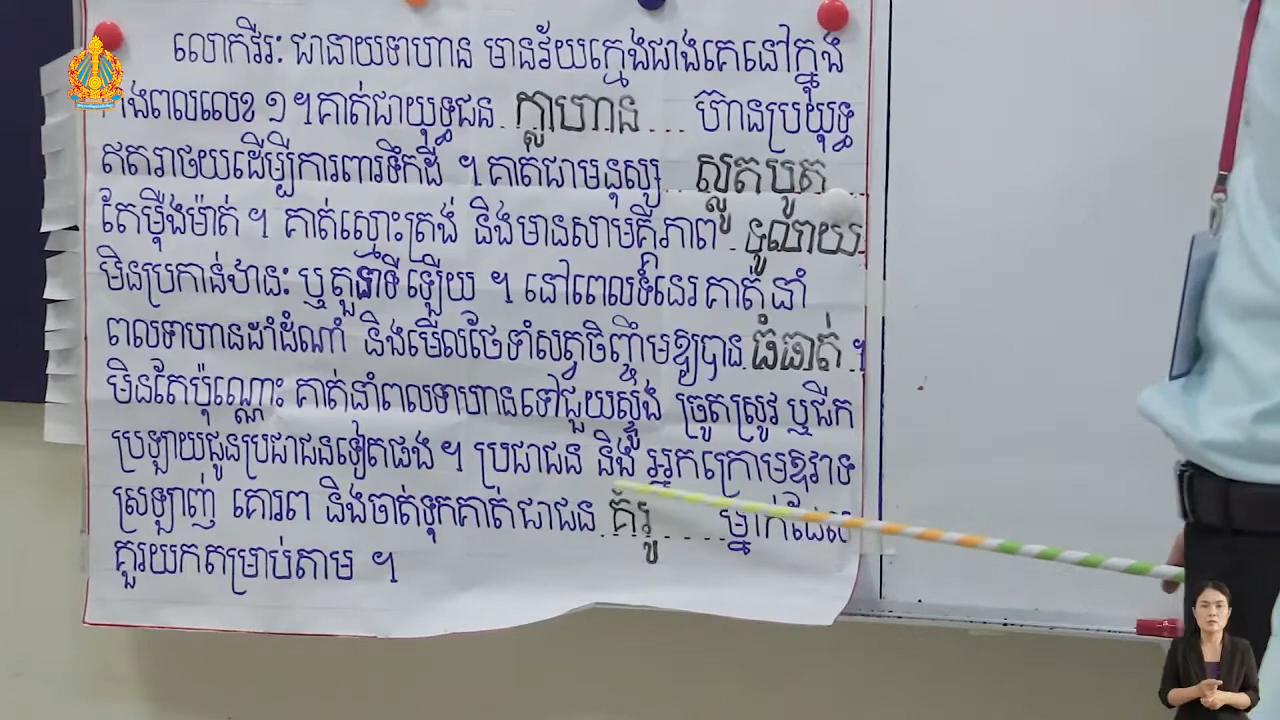 លោកវីរៈ ជានាយទាហាន មានវ័យក្មេងជាងគេនៅក្នុង
កងពលលេខ ១ ។ គាត់ជាយុទ្ធជន ក្លាហាន ហ៊ានប្រយុទ្ធ
ឥតរាថយដើម្បីការពារទឹកដី ។ គាត់ជាមនុស្ស ស្លូតបូត
តែម៉ឺងម៉ាត់ ។ គាត់ស្មោះត្រង់ និងមានសាមគ្គីភាព ទូលាយ
មិនប្រកាន់ឋានៈ ឬតួនាទីឡើយ ។ នៅពេលទំនេរគាត់នាំ
ពលទាហានដាំដំណាំ និងមើលថែទាំសត្វចិញ្ចឹមឱ្យបាន ធំធាត់ ។
មិនតែប៉ុណ្ណោះ គាត់នាំពលទាហានទៅជួយស្ទូង ច្រូតស្រូវ ឬជីក
ប្រឡាយជូនប្រជាជនទៀតផង ។ ប្រជាជន និង អ្នកក្រោមឱវាទ
ស្រឡាញ់ គោរព និងចាត់ទុកគាត់ជាជន គំរូ ម្នាក់ដែល
គួរយកតម្រាប់តាម ។